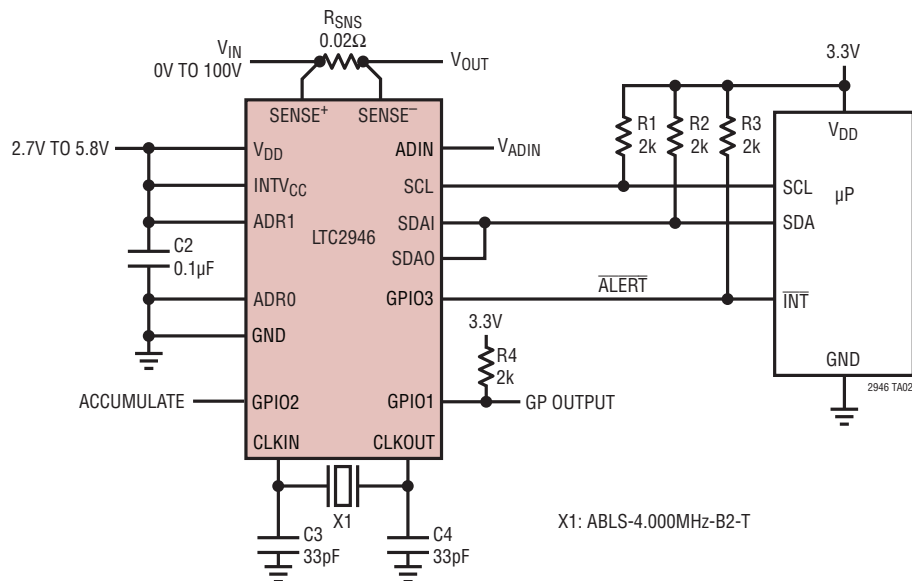 RSNS
0.02Ω
VIN
0V TO 100V
VOUT
3.3V
SENSE+ SENSE–
2.7V TO 5.8V
VDD
ADIN
VADIN
R1
2k
R2
2k
R3
2k
VDD
INTVCC
SCL
SCL
µP
ADR1
LTC2946
SDAI
SDA
C2
0.1µF
SDAO
ADR0
GPIO3
ALERT
INT
GND
3.3V
R4
2k
GND
2946 TA02
ACCUMULATE
GPIO2
GPIO1
GP OUTPUT
CLKIN
CLKOUT
X1
X1: ABLS-4.000MHz-B2-T
C3
33pF
C4
33pF